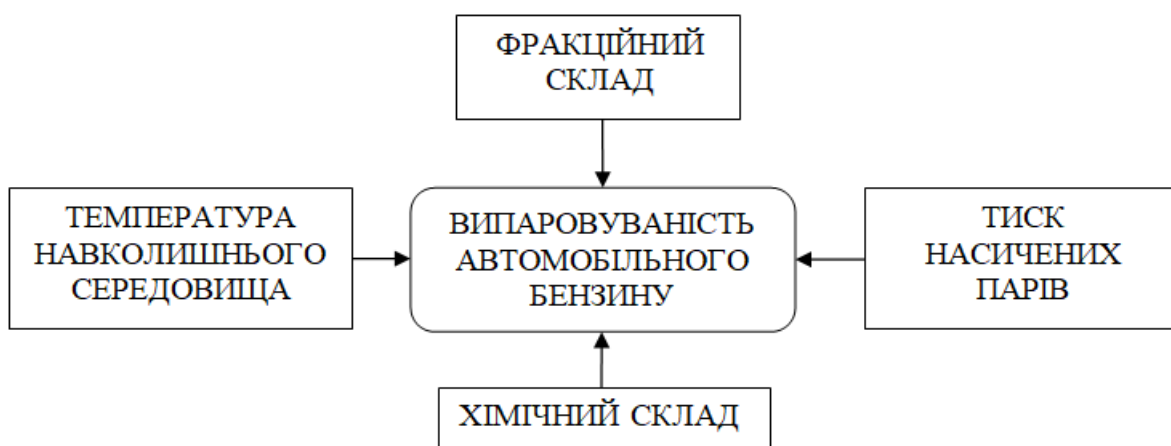 ФРАКЦІЙНИЙ
СКЛАД
ТЕМПЕРАТУРА
НАВКОЛИШНЬОГО
СЕРЕДОВИЩА
ВИПАРОВУВАНІСТЬ
АВТОМОБІЛЬНОГО
БЕНЗИНУ
ТИСК
НАСИЧЕНИХ
ПАРІВ
ХІМІЧНИЙ СКЛАД